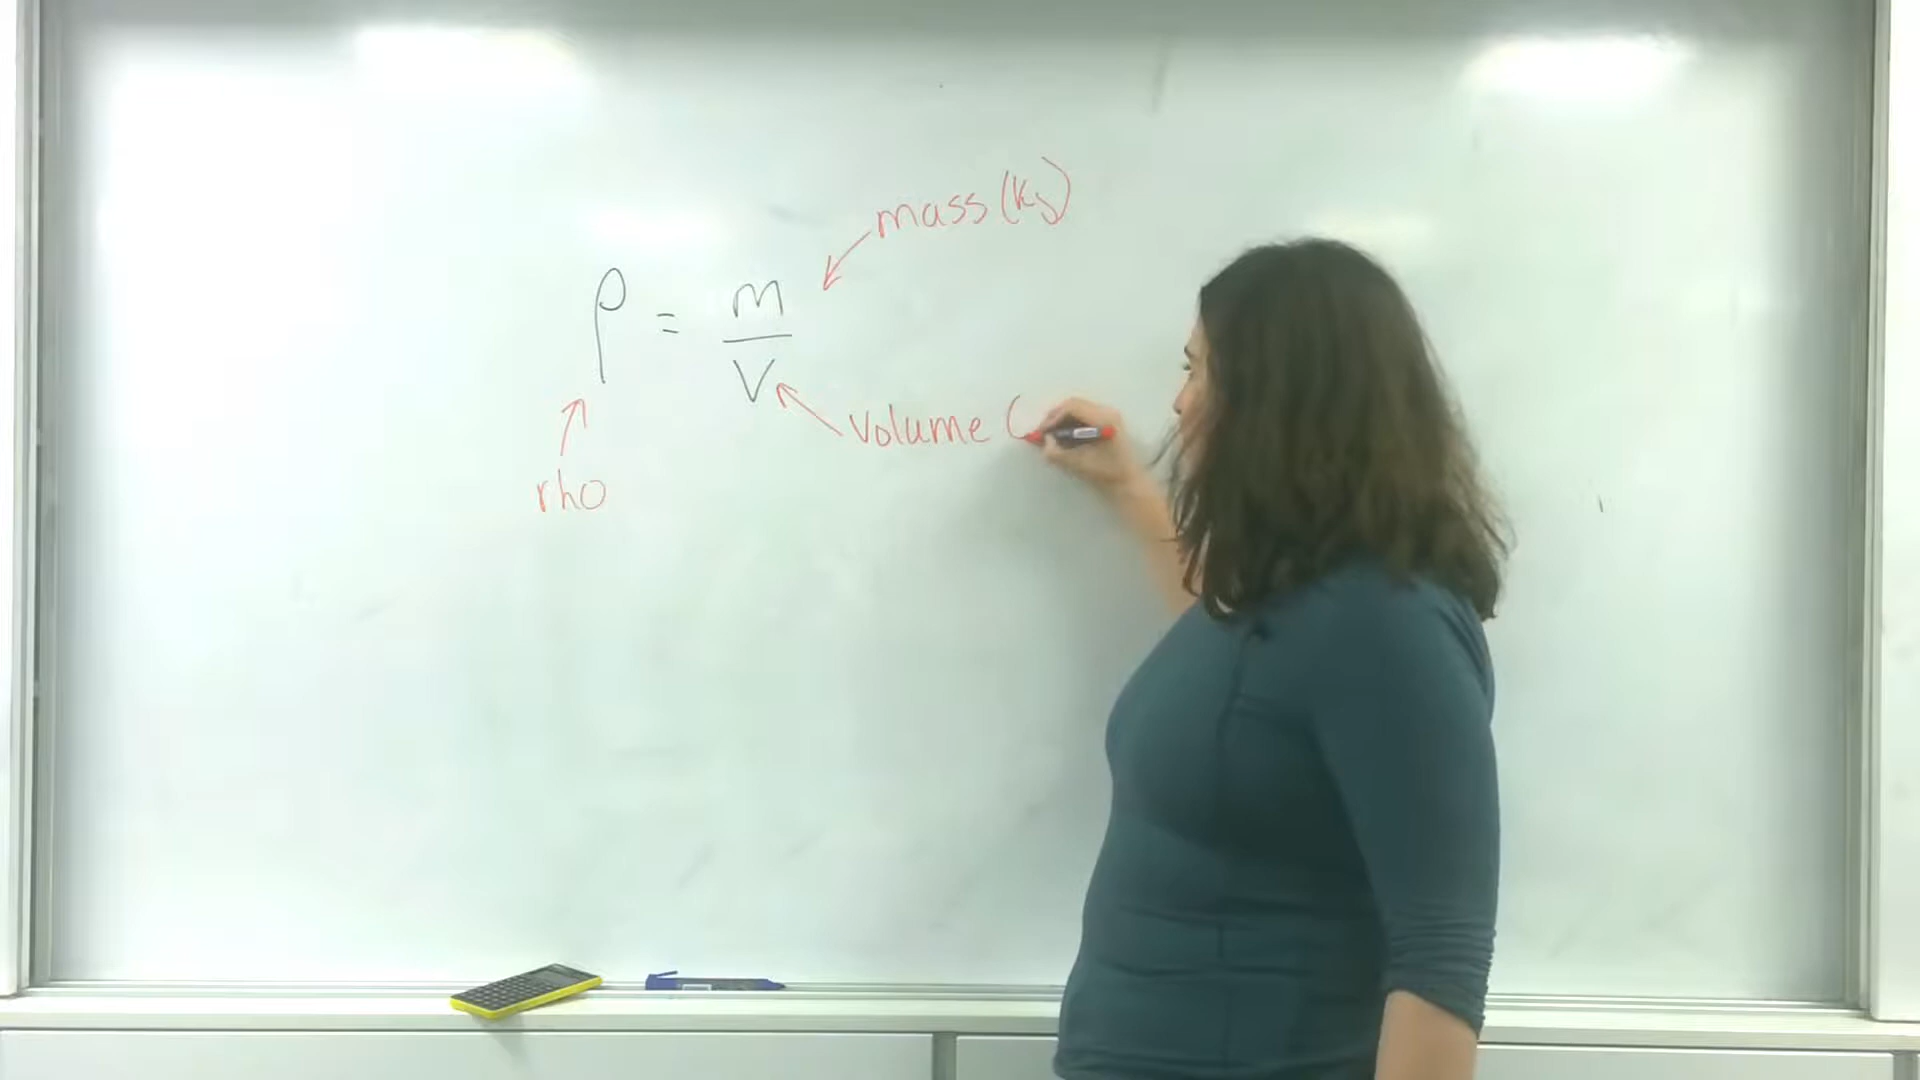 mass (kg)
ρ = m
V
Volume (
rho